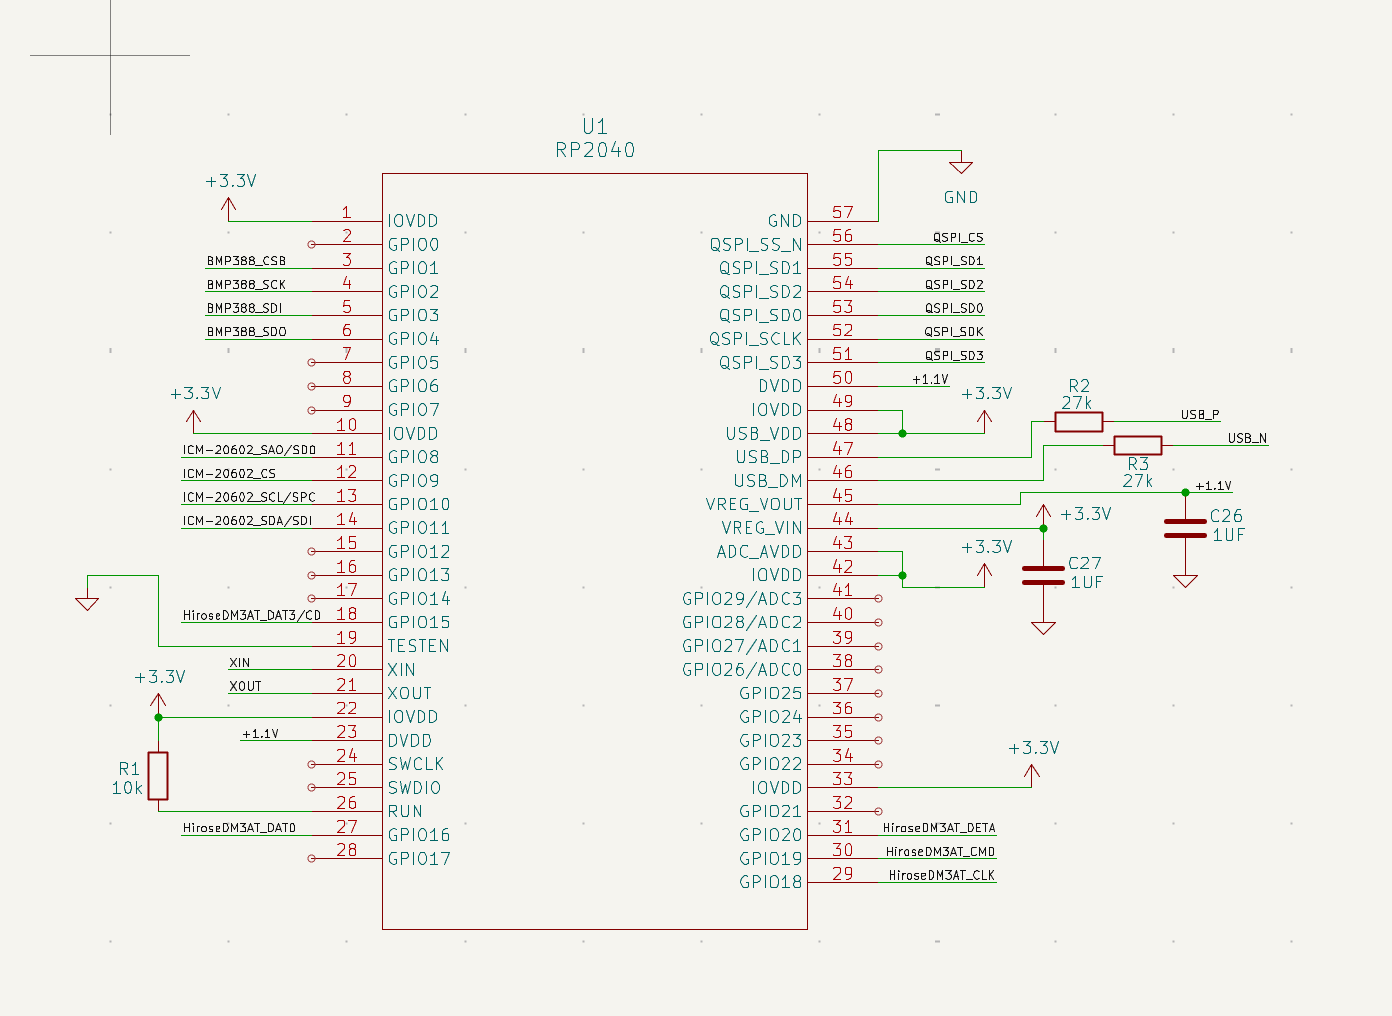 U1
RP2040
+3.3V
1 IOVDD
2 GPIO0
BMP388_CSB 3 GPIO1
BMP388_SCK 4 GPIO2
BMP388_SDI 5 GPIO3
BMP388_SDO 6 GPIO4
7 GPIO5
8 GPIO6
+3.3V
9 GPIO7
10 IOVDD
ICM-20602_SAO/SDO 11 GPIO8
ICM-20602_CS 12 GPIO9
ICM-20602_SCL/SPC 13 GPIO10
ICM-20602_SDA/SDI 14 GPIO11
15 GPIO12
16 GPIO13
17 GPIO14
HiroseDM3AT_DAT3/CD 18 GPIO15
19 TESTEN
XIN 20 XIN
+3.3V
XOUT 21 XOUT
22 IOVDD
+1.1V 23 DVDD
24 SWCLK
R1
10k
25 SWDIO
26 RUN
HiroseDM3AT_DAT0 27 GPIO16
28 GPIO17
GND
GND 57
QSPI_SS_N 56 QSPI_CS
QSPI_SD1 55 QSPI_SD1
QSPI_SD2 54 QSPI_SD2
QSPI_SD0 53 QSPI_SD0
QSPI_SCLK 52 QSPI_SDK
QSPI_SD3 51 QSPI_SD3
DVDD 50 +1.1V
+3.3V
IOVDD 49
USB_VDD 48
R2
27k
USB_P
USB_N
R3
27k
USB_DP 47
USB_DM 46
VREG_VOUT 45
+1.1V
+3.3V
C26
1UF
VREG_VIN 44
ADC_AVDD 43
+3.3V
C27
1UF
IOVDD 42
GPIO29/ADC3 41
GPIO28/ADC2 40
GPIO27/ADC1 39
GPIO26/ADC0 38
GPIO25 37
GPIO24 36
GPIO23 35
GPIO22 34
+3.3V
IOVDD 33
GPIO21 32
GPIO20 31 HiroseDM3AT_DETA
GPIO19 30 HiroseDM3AT_CMD
GPIO18 29 HiroseDM3AT_CLK